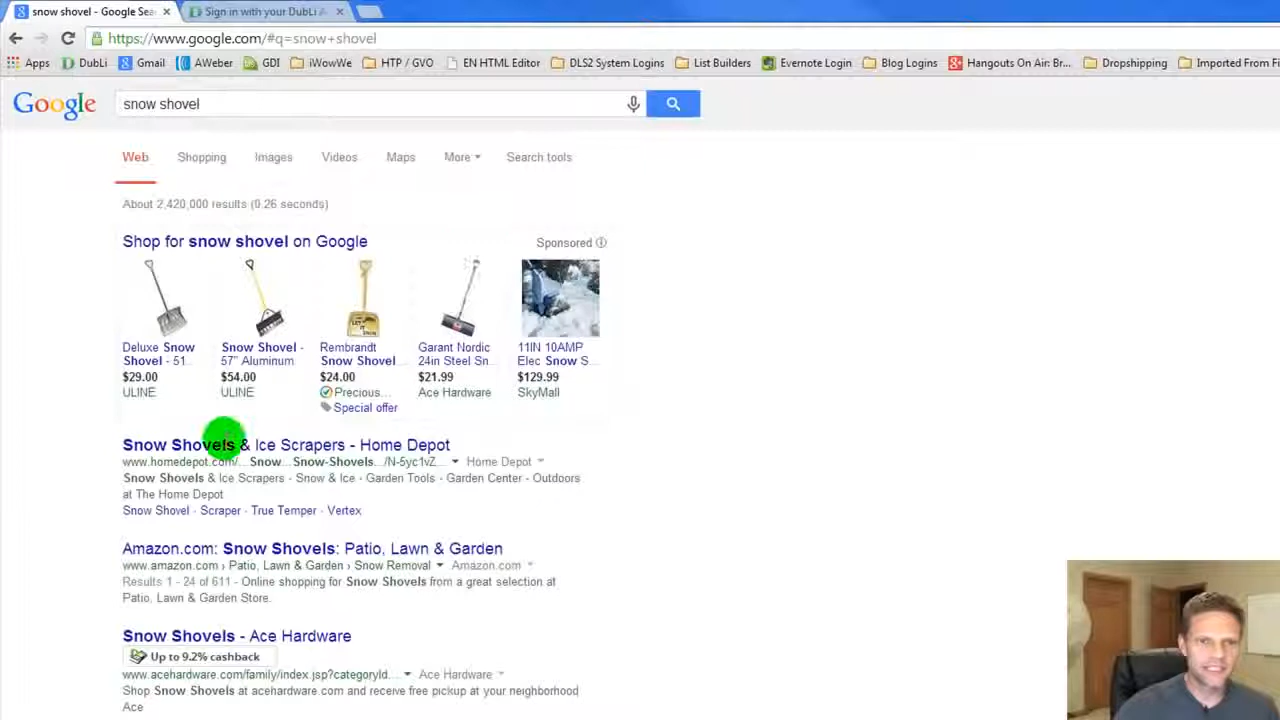 snow shovel - Google Sea
Sign in with your DubLi A
https://www.google.com/#q=snow+shovel
Apps DubLi Gmail AWeber GDI iWowWe HTP / GVO EN HTML Editor DLS2 System Logins List Builders Evernote Login Blog Logins Hangouts On Air: Br... Dropshipping Imported From Fi
Google snow shovel
Web Shopping Images Videos Maps More Search tools
About 2,420,000 results (0.26 seconds)
Shop for snow shovel on Google Sponsored
Deluxe Snow Shovel - 51...
$29.00
ULINE
Snow Shovel - 57" Aluminum
$54.00
ULINE
Rembrandt Snow Shovel...
$24.00
Precious...
Special offer
Garant Nordic 24in Steel Sn...
$21.99
Ace Hardware
11IN 10AMP Elec Snow S...
$129.99
SkyMall
Snow Shovels & Ice Scrapers - Home Depot
www.homedepot.com/...Snow...Snow-Shovels.../N-5yc1vZ... Home Depot
Snow Shovels & Ice Scrapers - Snow & Ice - Garden Tools - Garden Center - Outdoors
at The Home Depot
Snow Shovel - Scraper - True Temper - Vertex
Amazon.com: Snow Shovels: Patio, Lawn & Garden
www.amazon.com › Patio, Lawn & Garden › Snow Removal Amazon.com
Results 1 - 24 of 611 - Online shopping for Snow Shovels from a great selection at
Patio, Lawn & Garden Store.
Snow Shovels - Ace Hardware
Up to 9.2% cashback
www.acehardware.com/family/index.jsp?categoryId... Ace Hardware
Shop Snow Shovels at acehardware.com and receive free pickup at your neighborhood
Ace